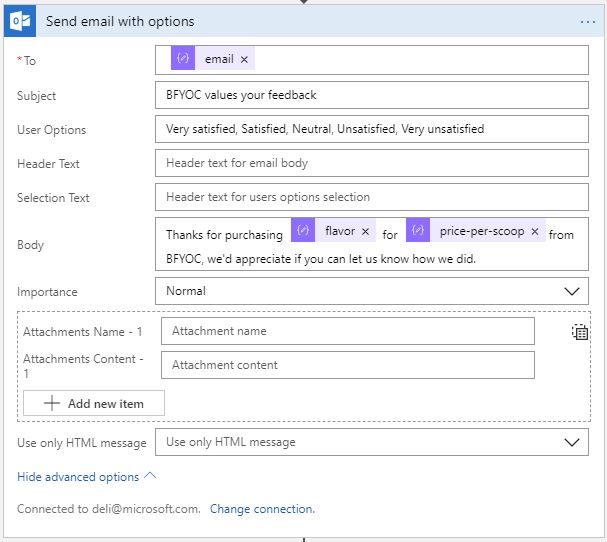 Send email with options ...
* To email ×
Subject BFYOC values your feedback
User Options Very satisfied, Satisfied, Neutral, Unsatisfied, Very unsatisfied
Header Text Header text for email body
Selection Text Header text for users options selection
Body Thanks for purchasing flavor × for price-per-scoop × from
BFYOC, we'd appreciate if you can let us know how we did.
Importance Normal
Attachments Name - 1 Attachment name
Attachments Content - 1 Attachment content
+ Add new item
Use only HTML message Use only HTML message
Hide advanced options
Connected to deli@microsoft.com. Change connection.